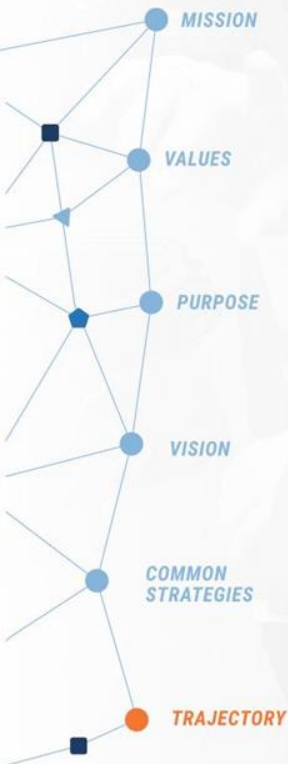 MISSION
VALUES
PURPOSE
VISION
COMMON
STRATEGIES
TRAJECTORY